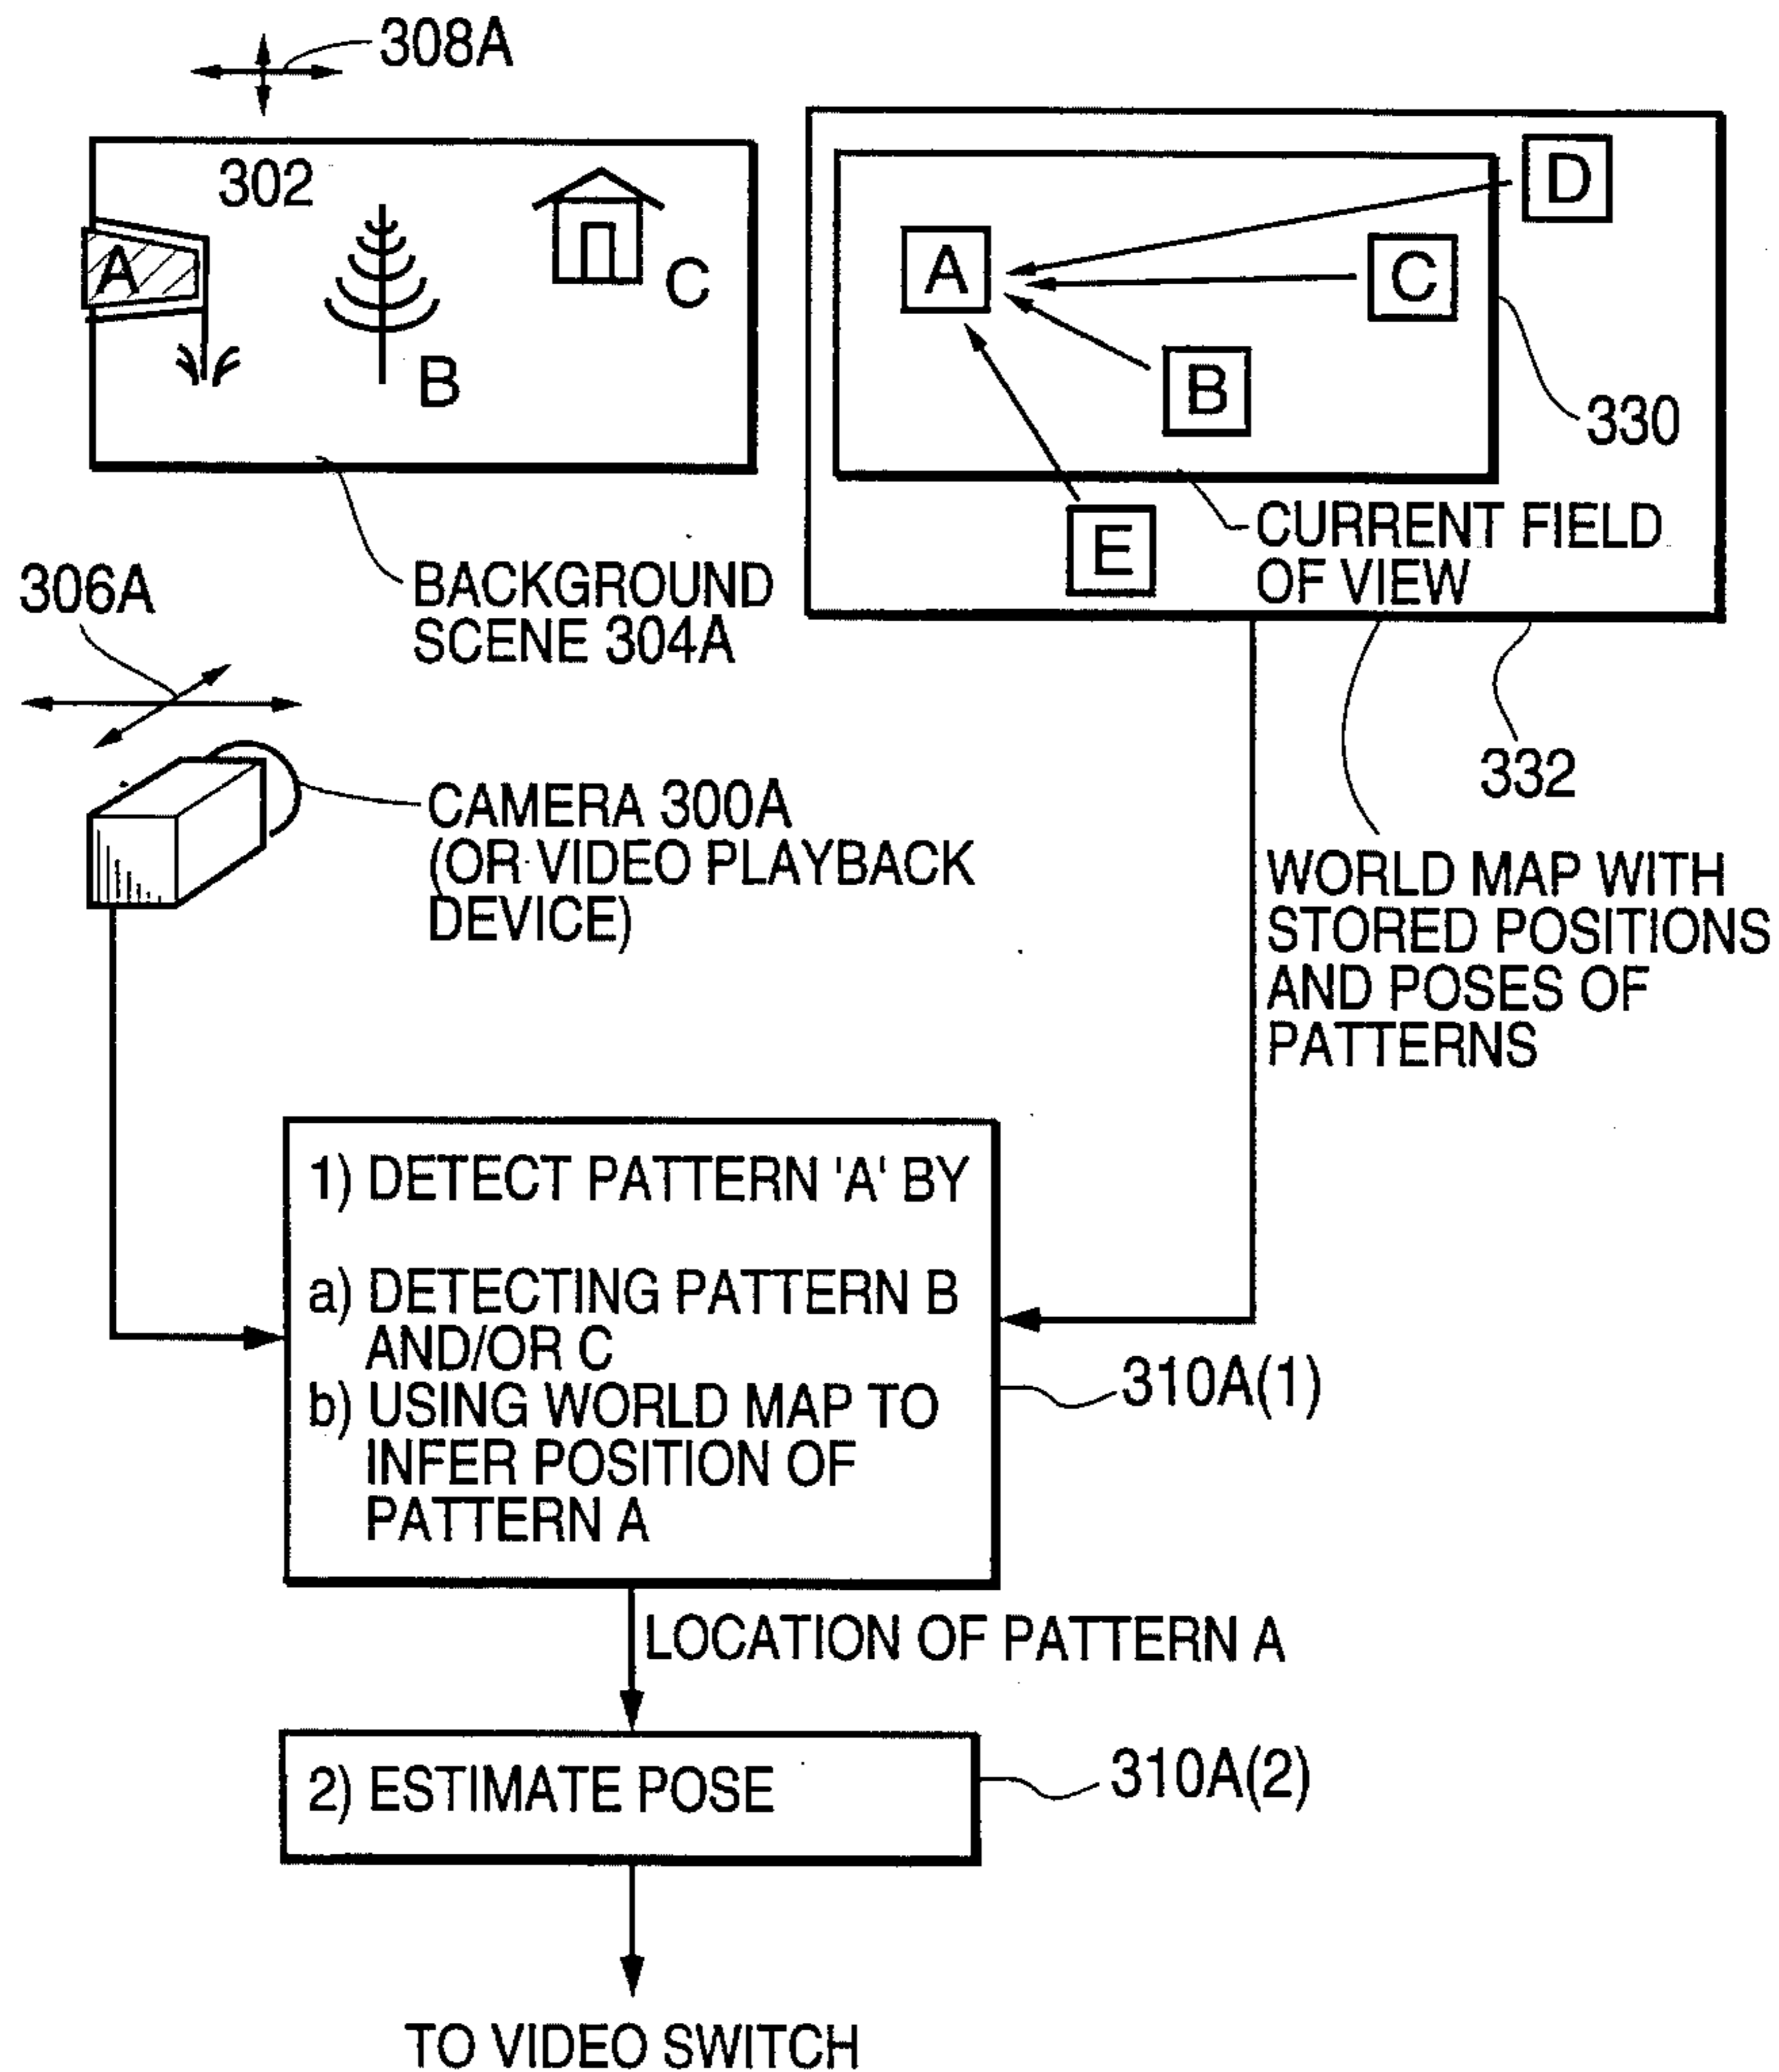 308A
302
A
B
C
D
A
C
B
E
330
CURRENT FIELD
OF VIEW
BACKGROUND
SCENE 304A
306A
332
CAMERA 300A
(OR VIDEO PLAYBACK
DEVICE)
WORLD MAP WITH
STORED POSITIONS
AND POSES OF
PATTERNS
1) DETECT PATTERN 'A' BY
a) DETECTING PATTERN B
AND/OR C
b) USING WORLD MAP TO
INFER POSITION OF
PATTERN A
310A(1)
LOCATION OF PATTERN A
2) ESTIMATE POSE
310A(2)
TO VIDEO SWITCH